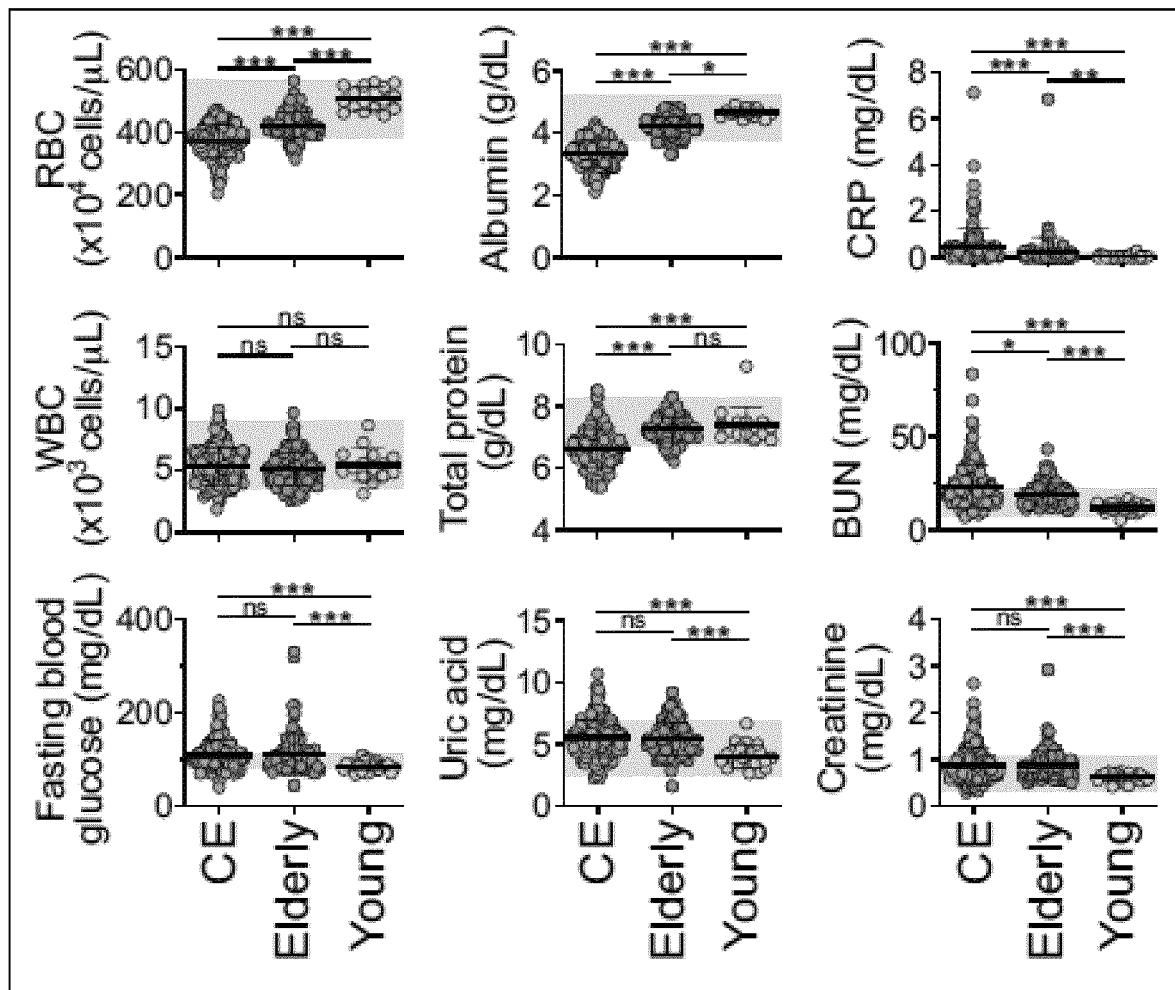 RBC
(x10⁴ cells/μL)
600
400
200
0
***
***
***
Albumin (g/dL)
6
4
2
0
***
***
*
CRP (mg/dL)
8
6
4
2
0
***
***
**
WBC
(x10³ cells/μL)
15
10
5
0
ns
ns
ns
Total protein
(g/dL)
10
8
6
4
***
***
ns
BUN (mg/dL)
100
50
0
***
*
***
Fasting blood
glucose (mg/dL)
400
200
0
***
ns
***
CE
Elderly
Young
Uric acid
(mg/dL)
15
10
5
0
***
ns
***
CE
Elderly
Young
Creatinine
(mg/dL)
4
3
2
1
0
***
ns
***
CE
Elderly
Young